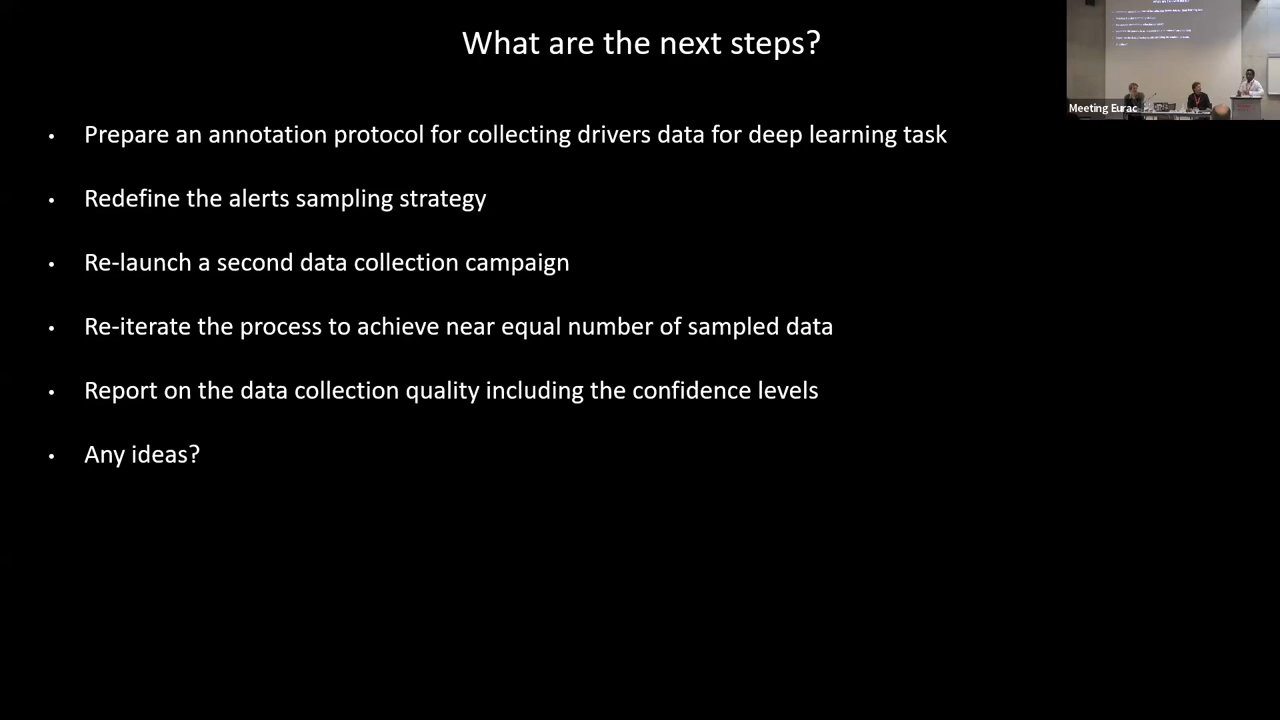 What are the next steps?
Meeting Eurac
• Prepare an annotation protocol for collecting drivers data for deep learning task
• Redefine the alerts sampling strategy
• Re-launch a second data collection campaign
• Re-iterate the process to achieve near equal number of sampled data
• Report on the data collection quality including the confidence levels
• Any ideas?